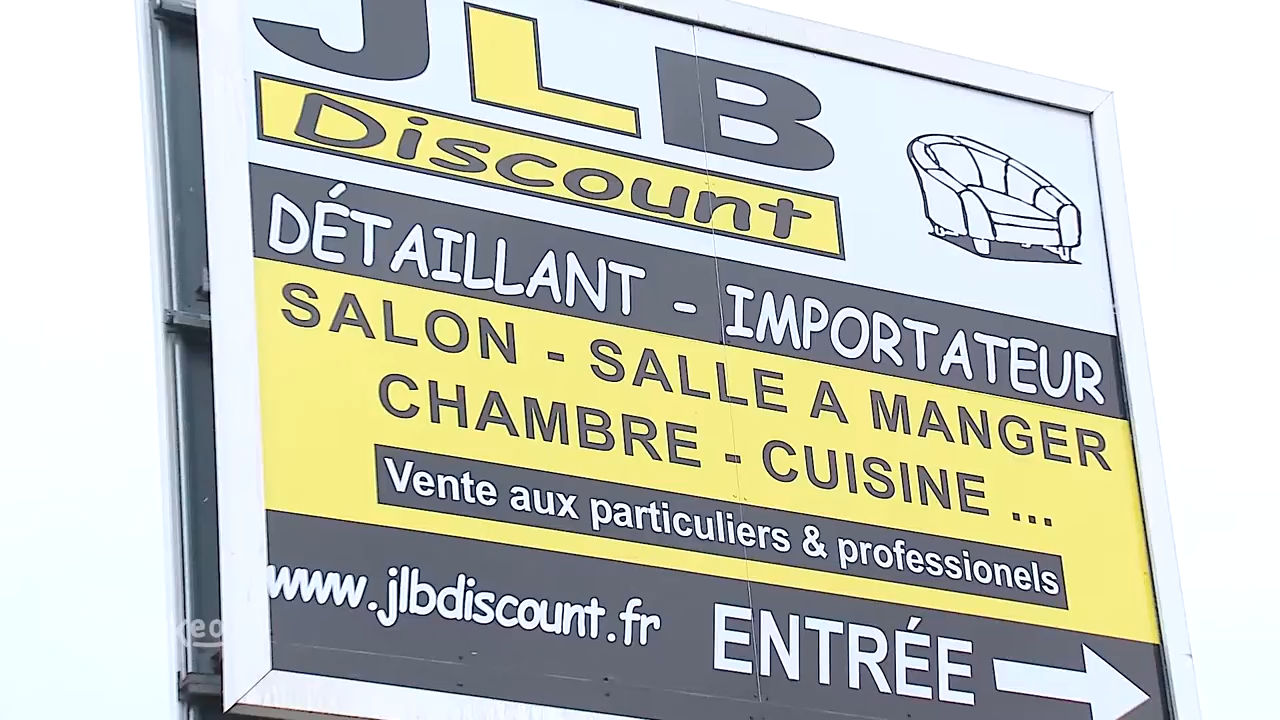 JLB
Discount
DÉTAILLANT - IMPORTATEUR
SALON - SALLE A MANGER
CHAMBRE - CUISINE ...
Vente aux particuliers & professionels
www.jlbdiscount.fr
ENTRÉE